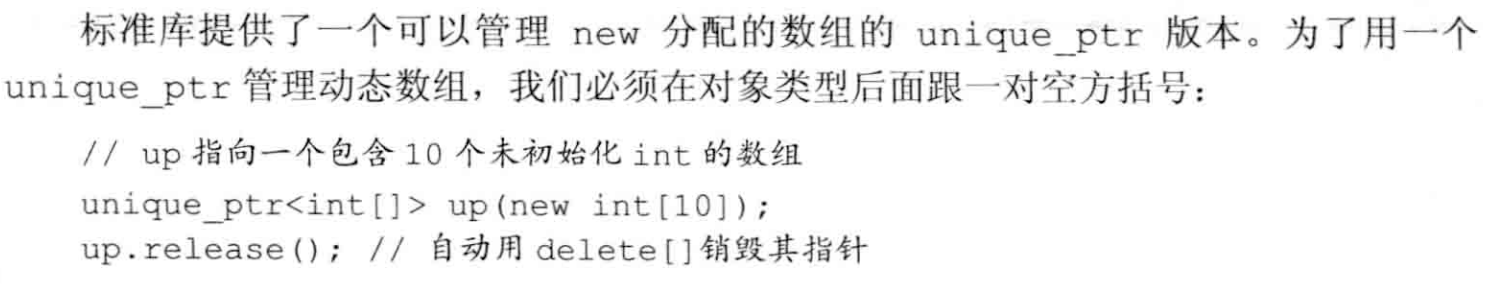 标准库提供了一个可以管理 new 分配的数组的 unique_ptr 版本。为了用一个
unique_ptr 管理动态数组，我们必须在对象类型后面跟一对空方括号：
// up 指向一个包含 10 个未初始化 int 的数组
unique_ptr<int[]> up(new int[10]);
up.release(); // 自动用 delete[]销毁其指针